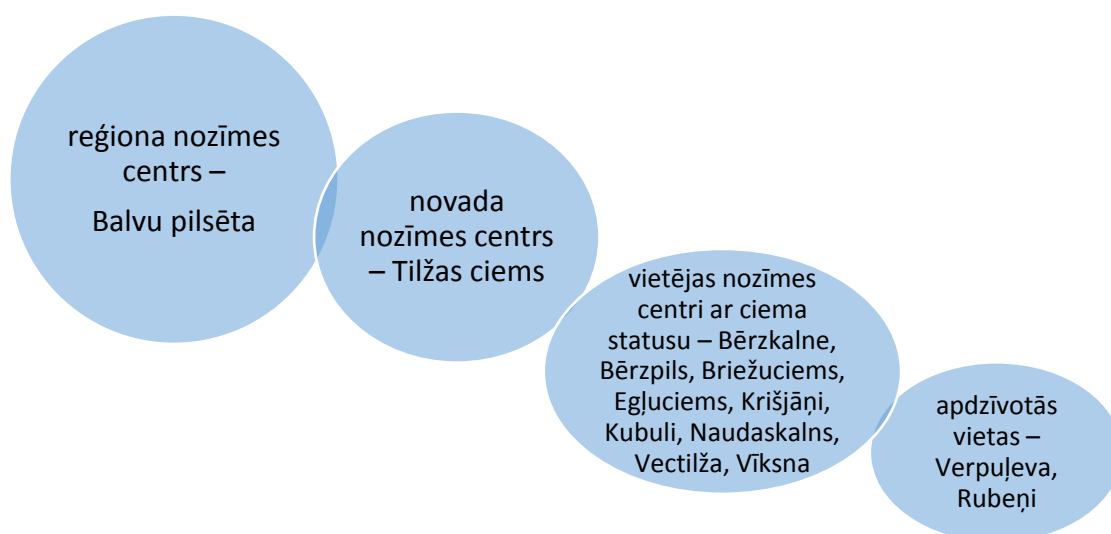 reģiona nozīmes
centrs –
Balvu pilsēta
novada
nozīmes centrs
– Tilžas ciems
vietējas nozīmes
centri ar ciema
statusu – Bērzkalne,
Bērzpils, Briežuciems,
Egļuciems, Krišjāņi,
Kubuli, Naudaskalns,
Vectilža, Vīksna
apdzīvotās
vietas –
Verpuļeva,
Rubeņi